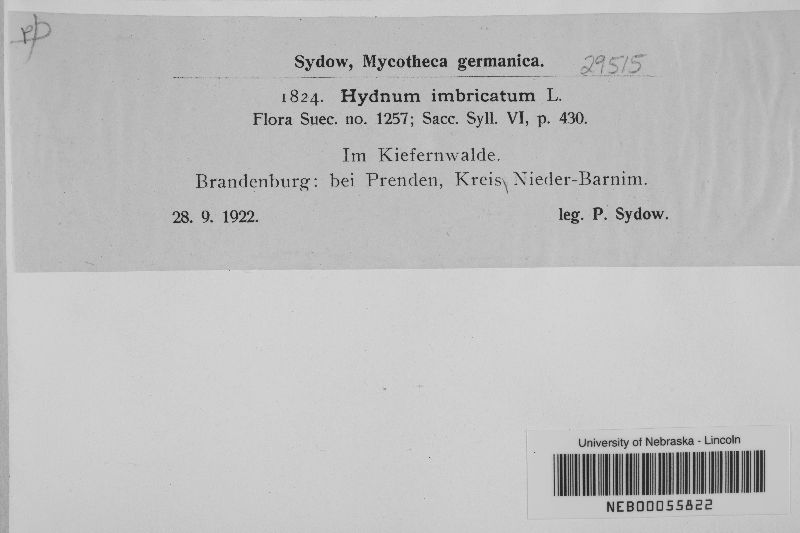 pp
Sydow, Mycotheca germanica. 29515
1824. Hydnum imbricatum L.
Flora Suec. no. 1257; Sacc. Syll. VI, p. 430.
Im Kiefernwalde.
Brandenburg: bei Prenden, Kreis Nieder-Barnim.
28. 9. 1922. leg. P. Sydow.
University of Nebraska - Lincoln
NEB00055822